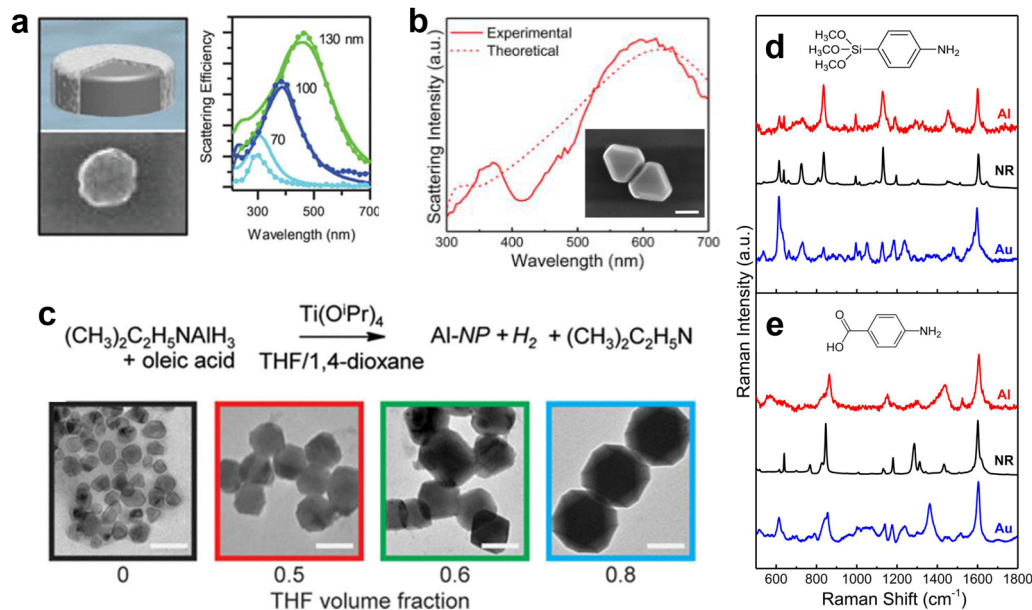 a
Scattering Efficiency
130 nm
100
70
300
500
700
Wavelength (nm)
b
Scattering Intensity (a.u.)
Experimental
Theoretical
300
400
500
600
700
Wavelength (nm)
c
(CH₃)₂C₂H₅NAlH₃
+ oleic acid
Ti(OⁱPr)₄
THF/1,4-dioxane
Al-NP + H₂ + (CH₃)₂C₂H₅N
0
0.5
0.6
0.8
THF volume fraction
Raman Intensity (a.u.)
d
OCH₃
H₃CO
H₃CO
Si
NH₂
Al
NR
Au
e
O
HO
NH₂
Al
NR
Au
600 800 1000 1200 1400 1600 1800
Raman Shift (cm⁻¹)